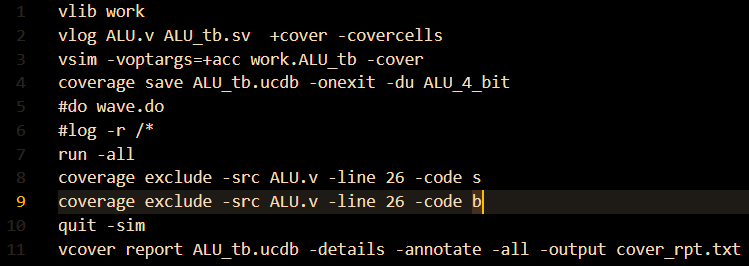 1 vlib work
2 vlog ALU.v ALU_tb.sv  +cover -covercells
3 vsim -voptargs=+acc work.ALU_tb -cover
4 coverage save ALU_tb.ucdb -onexit -du ALU_4_bit
5 #do wave.do
6 #log -r /*
7 run -all
8 coverage exclude -src ALU.v -line 26 -code s
9 coverage exclude -src ALU.v -line 26 -code b
10 quit -sim
11 vcover report ALU_tb.ucdb -details -annotate -all -output cover_rpt.txt